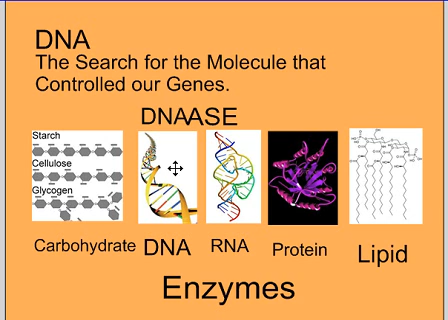 DNA
The Search for the Molecule that
Controlled our Genes.
DNAASE
Starch
Cellulose
Glycogen
Carbohydrate DNA RNA Protein Lipid
Enzymes